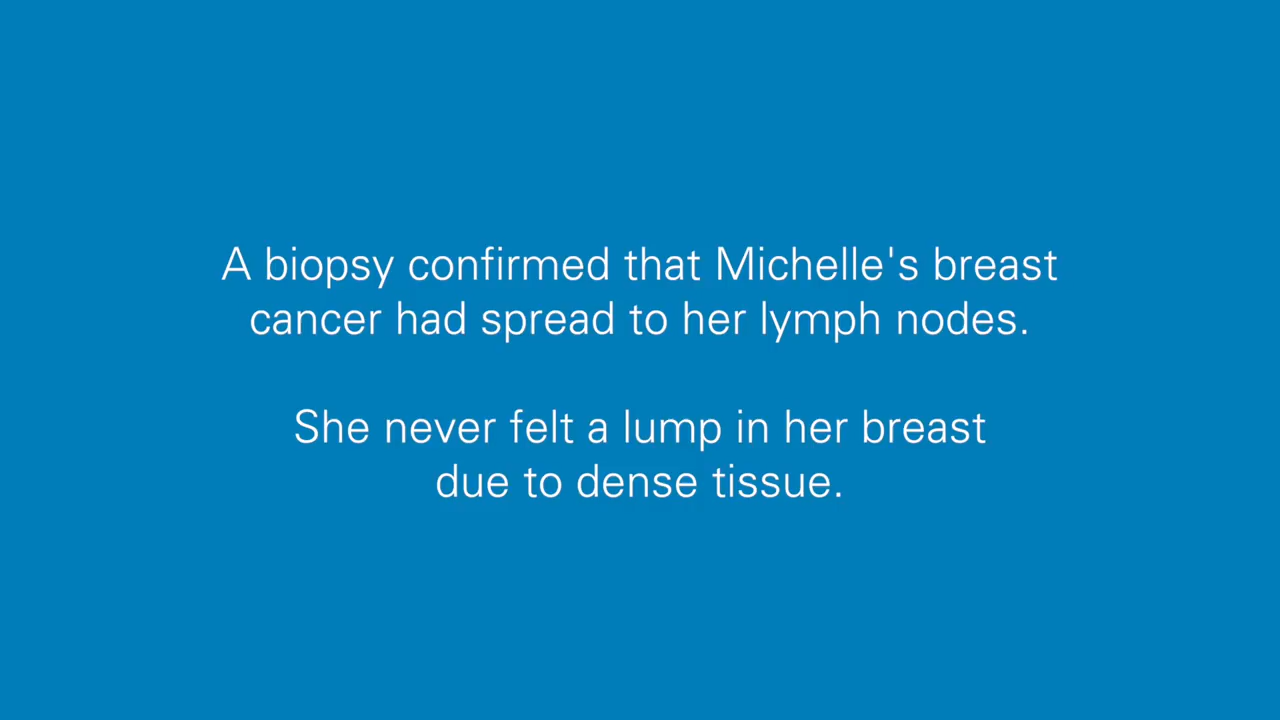 A biopsy confirmed that Michelle's breast
cancer had spread to her lymph nodes.
She never felt a lump in her breast
due to dense tissue.